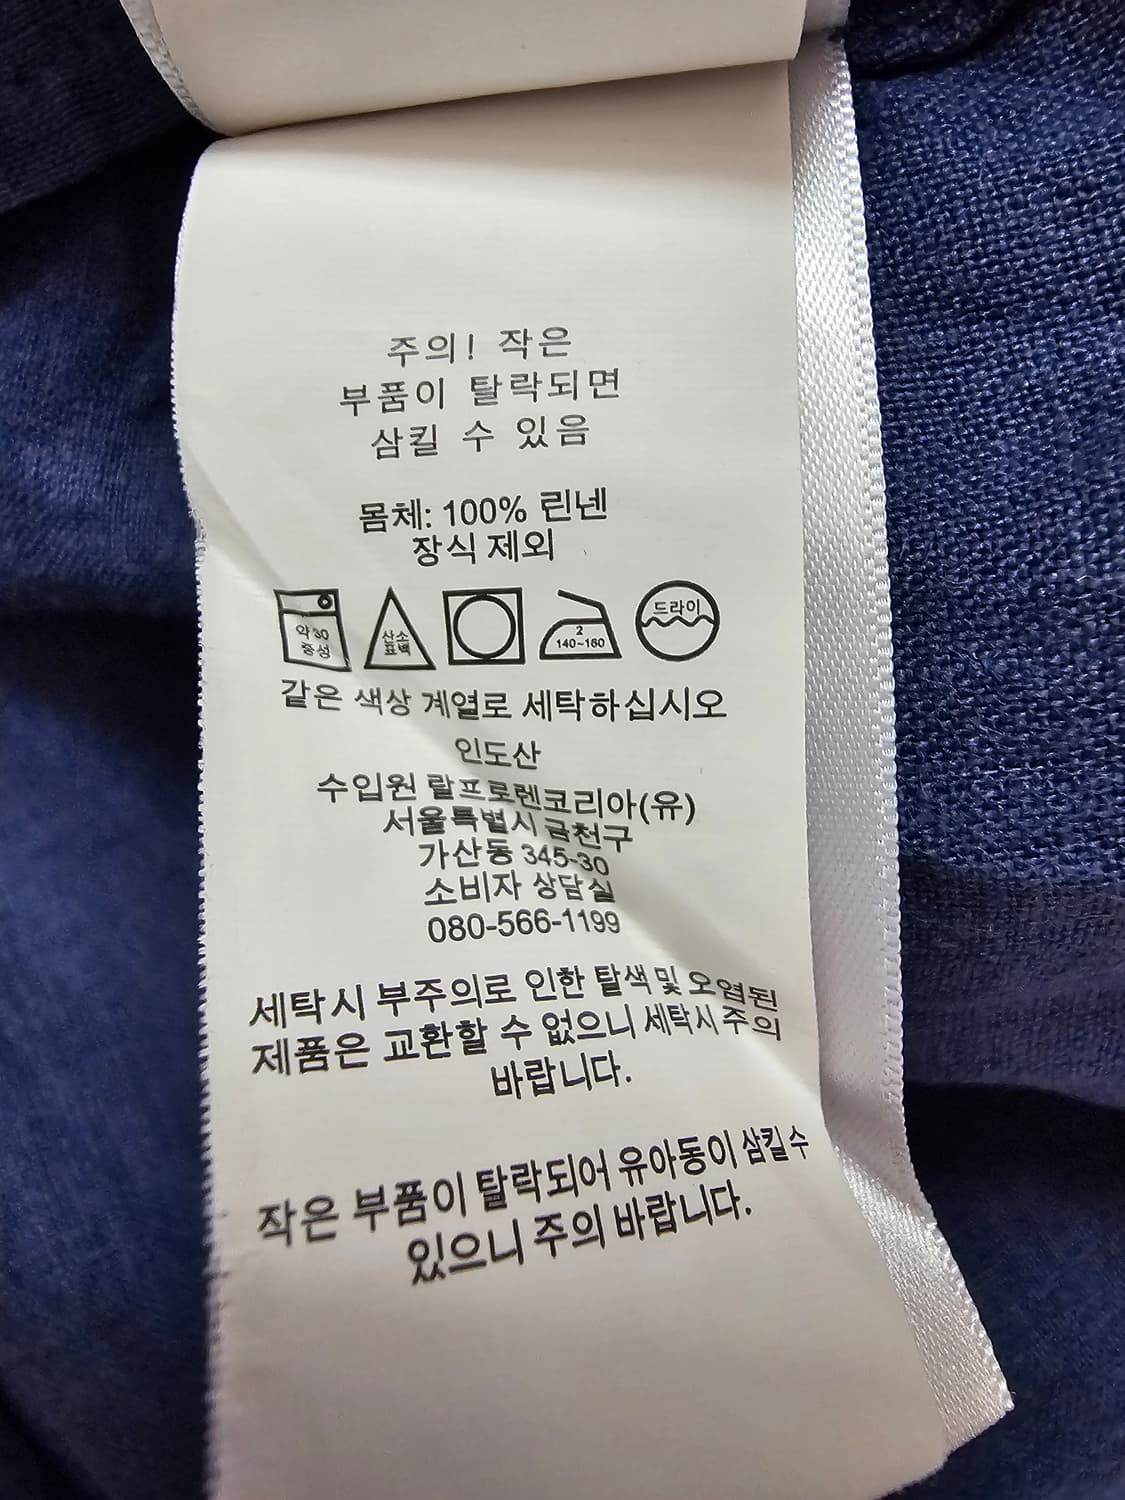 주의! 작은
부품이 탈락되면
삼킬 수 있음
몸체: 100% 린넨
장식 제외
약30
중성
산소
표백
2
140~160
드라이
같은 색상 계열로 세탁하십시오
인도산
수입원 랄프로렌코리아(유)
서울특별시 금천구
가산동 345-30
소비자 상담실
080-566-1199
세탁시 부주의로 인한 탈색 및 오염된
제품은 교환할 수 없으니 세탁시 주의
바랍니다.
작은 부품이 탈락되어 유아동이 삼킬 수
있으니 주의 바랍니다.